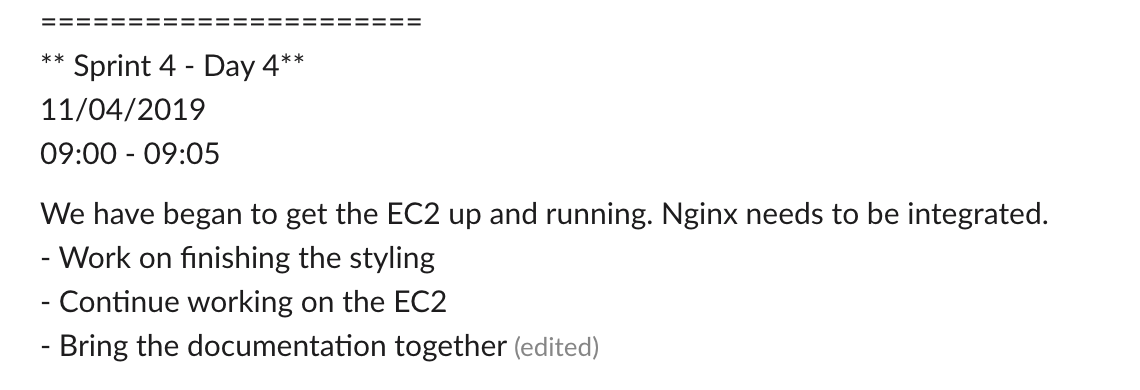 ======================
** Sprint 4 - Day 4**
11/04/2019
09:00 - 09:05
We have began to get the EC2 up and running. Nginx needs to be integrated.
- Work on finishing the styling
- Continue working on the EC2
- Bring the documentation together (edited)